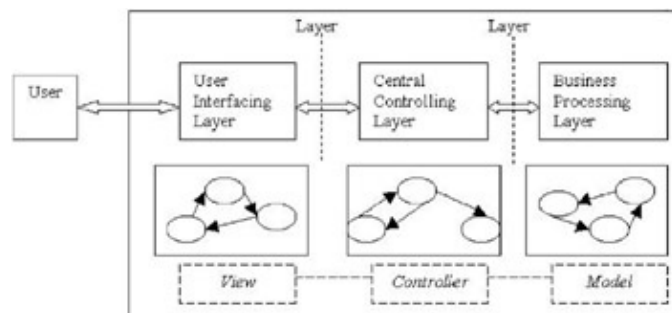 Layer
Layer
User
User
Interfacing
Layer
Central
Controlling
Layer
Business
Processing
Layer
View
Controller
Model